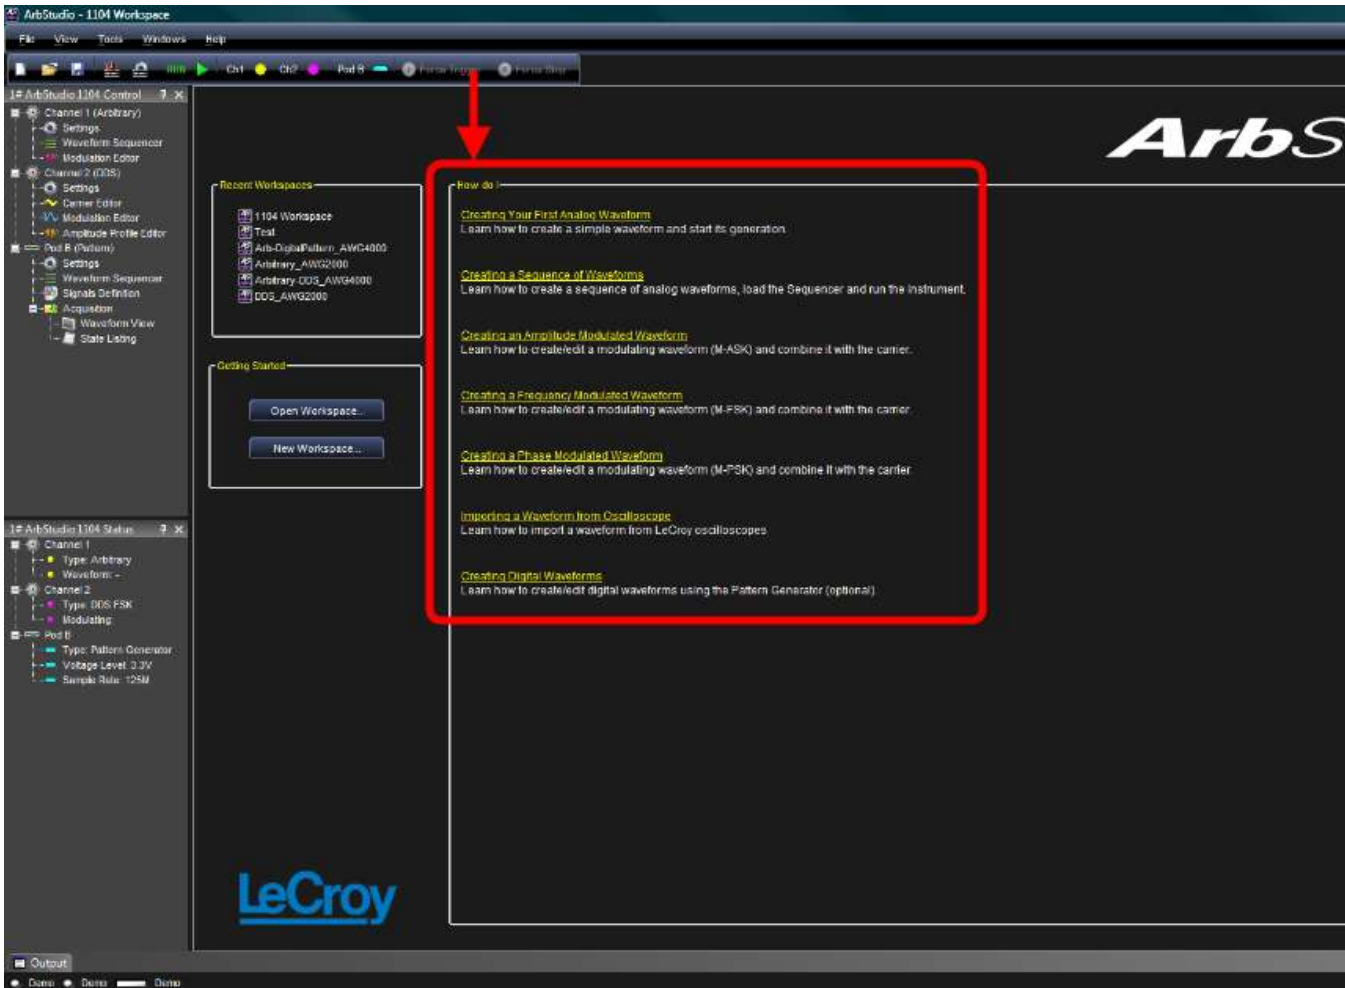 ArbStudio - 1104 Workspace
File View Tools Windows Help
Ch1 Ch2 Pod B Force Trigger Force Stop
1# ArbStudio 1104 Control
Channel 1 (Arbitrary)
Settings
Waveform Sequencer
Modulation Editor
Channel 2 (DDS)
Settings
Carrier Editor
Modulation Editor
Amplitude Profile Editor
Pod B (Pattern)
Settings
Waveform Sequencer
Signals Definition
Acquisition
Waveform View
State Listing
1# ArbStudio 1104 Status
Channel 1
Type: Arbitrary
Waveform: -
Channel 2
Type: DDS FSK
Modulating:
Pod B
Type: Pattern Generator
Voltage Level: 3.3V
Sample Rate: 125M
ArbS
Recent Workspaces
1104 Workspace
Test
Arb-DigitalPattern_AWG4000
Arbitrary_AWG2000
Arbitrary-DDS_AWG4000
DDS_AWG2000
Getting Started
Open Workspace...
New Workspace...
How do I
Creating Your First Analog Waveform
Learn how to create a simple waveform and start its generation.
Creating a Sequence of Waveforms
Learn how to create a sequence of analog waveforms, load the Sequencer and run the instrument.
Creating an Amplitude Modulated Waveform
Learn how to create/edit a modulating waveform (M-ASK) and combine it with the carrier.
Creating a Frequency Modulated Waveform
Learn how to create/edit a modulating waveform (M-FSK) and combine it with the carrier.
Creating a Phase Modulated Waveform
Learn how to create/edit a modulating waveform (M-PSK) and combine it with the carrier.
Importing a Waveform from Oscilloscope
Learn how to import a waveform from LeCroy oscilloscopes
Creating Digital Waveforms
Learn how to create/edit digital waveforms using the Pattern Generator (optional)
LeCroy
Output
Demo Demo Demo